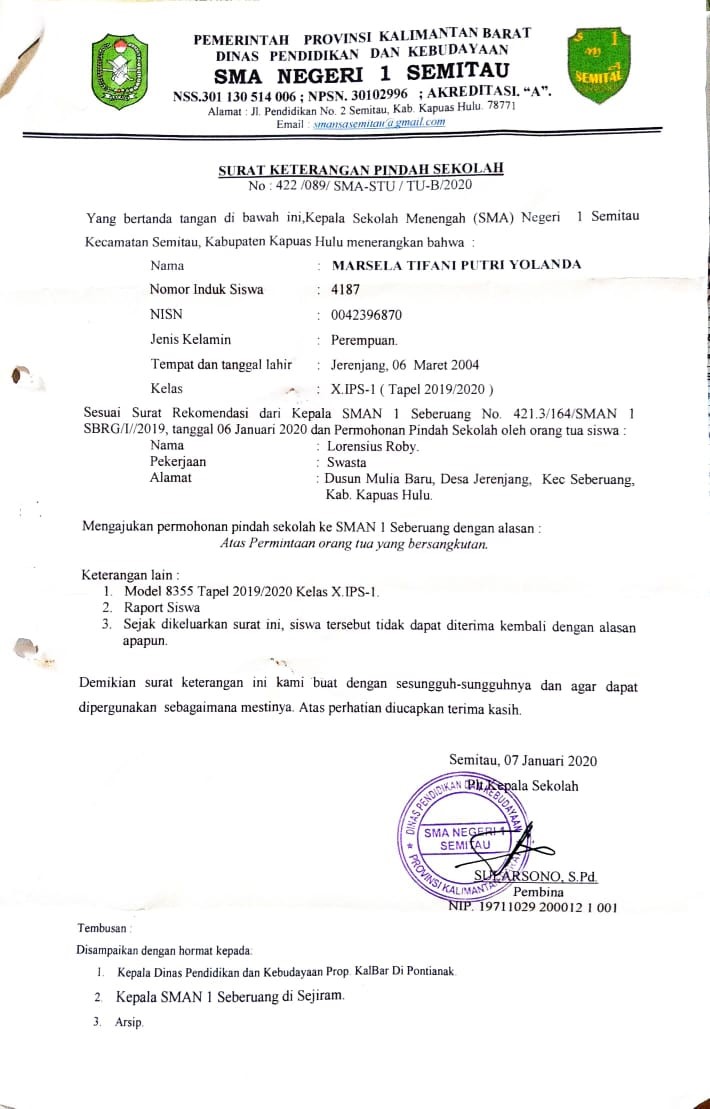 PEMERINTAH PROVINSI KALIMANTAN BARAT
DINAS PENDIDIKAN DAN KEBUDAYAAN
SMA NEGERI 1 SEMITAU
NSS.301 130 514 006 ; NPSN. 30102996 ; AKREDITASI. “A”.
Alamat : Jl. Pendidikan No. 2 Semitau, Kab. Kapuas Hulu. 78771
Email : smansasemitau@gmail.com
S 1
m
A
SEMITAU
SURAT KETERANGAN PINDAH SEKOLAH
No : 422 /089/ SMA-STU / TU-B/2020
Yang bertanda tangan di bawah ini,Kepala Sekolah Menengah (SMA) Negeri 1 Semitau
Kecamatan Semitau, Kabupaten Kapuas Hulu menerangkan bahwa :
Nama : MARSELA TIFANI PUTRI YOLANDA
Nomor Induk Siswa : 4187
NISN : 0042396870
Jenis Kelamin : Perempuan.
Tempat dan tanggal lahir : Jerenjang, 06 Maret 2004
Kelas : X.IPS-1 ( Tapel 2019/2020 )
Sesuai Surat Rekomendasi dari Kepala SMAN 1 Seberuang No. 421.3/164/SMAN 1
SBRG/I//2019, tanggal 06 Januari 2020 dan Permohonan Pindah Sekolah oleh orang tua siswa :
Nama : Lorensius Roby.
Pekerjaan : Swasta
Alamat : Dusun Mulia Baru, Desa Jerenjang, Kec Seberuang,
Kab. Kapuas Hulu.
Mengajukan permohonan pindah sekolah ke SMAN 1 Seberuang dengan alasan :
Atas Permintaan orang tua yang bersangkutan.
Keterangan lain :
1. Model 8355 Tapel 2019/2020 Kelas X.IPS-1.
2. Raport Siswa
3. Sejak dikeluarkan surat ini, siswa tersebut tidak dapat diterima kembali dengan alasan
apapun.
Demikian surat keterangan ini kami buat dengan sesungguh-sungguhnya dan agar dapat
dipergunakan sebagaimana mestinya. Atas perhatian diucapkan terima kasih.
Semitau, 07 Januari 2020
Plt,Kepala Sekolah
DINAS PENDIDIKAN DAN KEBUDAYAAN
SMA NEGERI 1
SEMITAU
PROVINSI KALIMANTAN
SUKARSONO, S.Pd.
Pembina
NIP. 19711029 200012 1 001
Tembusan :
Disampaikan dengan hormat kepada:
1. Kepala Dinas Pendidikan dan Kebudayaan Prop. KalBar Di Pontianak.
2. Kepala SMAN 1 Seberuang di Sejiram.
3. Arsip.